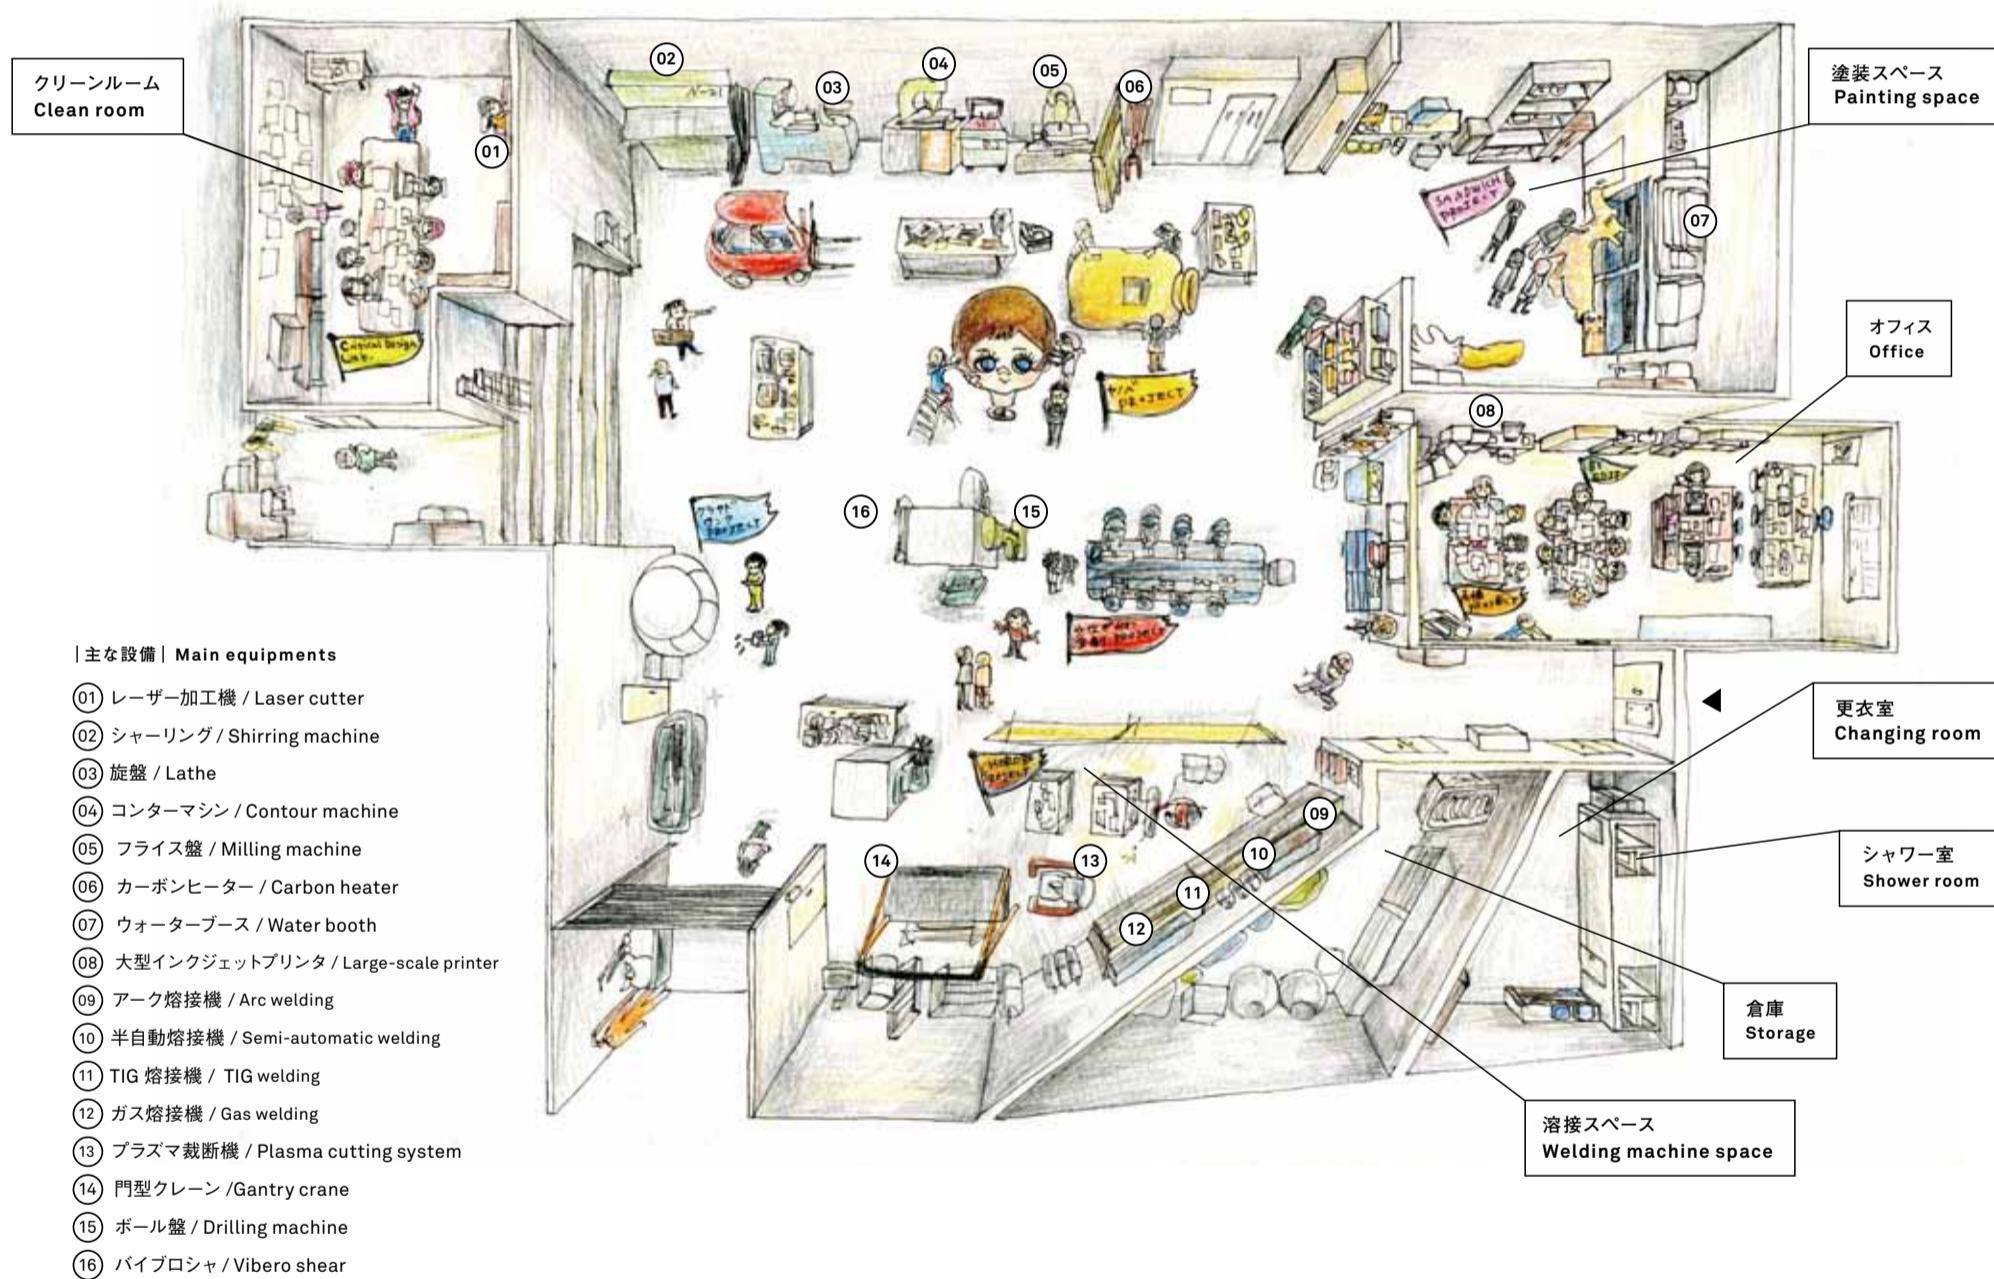 クリーンルーム
Clean room
塗装スペース
Painting space
オフィス
Office
更衣室
Changing room
シャワー室
Shower room
倉庫
Storage
溶接スペース
Welding machine space
|主な設備| Main equipments
01 レーザー加工機 / Laser cutter
02 シャーリング / Shirring machine
03 旋盤 / Lathe
04 コンターマシン / Contour machine
05 フライス盤 / Milling machine
06 カーボンヒーター / Carbon heater
07 ウォーターブース / Water booth
08 大型インクジェットプリンタ / Large-scale printer
09 アーク熔接機 / Arc welding
10 半自動熔接機 / Semi-automatic welding
11 TIG 熔接機 / TIG welding
12 ガス熔接機 / Gas welding
13 プラズマ裁断機 / Plasma cutting system
14 門型クレーン /Gantry crane
15 ボール盤 / Drilling machine
16 バイブロシャ / Vibero shear
01
02
03
04
05
06
07
08
09
10
11
12
13
14
15
16
SANDWICH
PROJECT
Critical Design
Lab.
ヤノベ
PROJECT
PROJECT
PROJECT
PROJECT